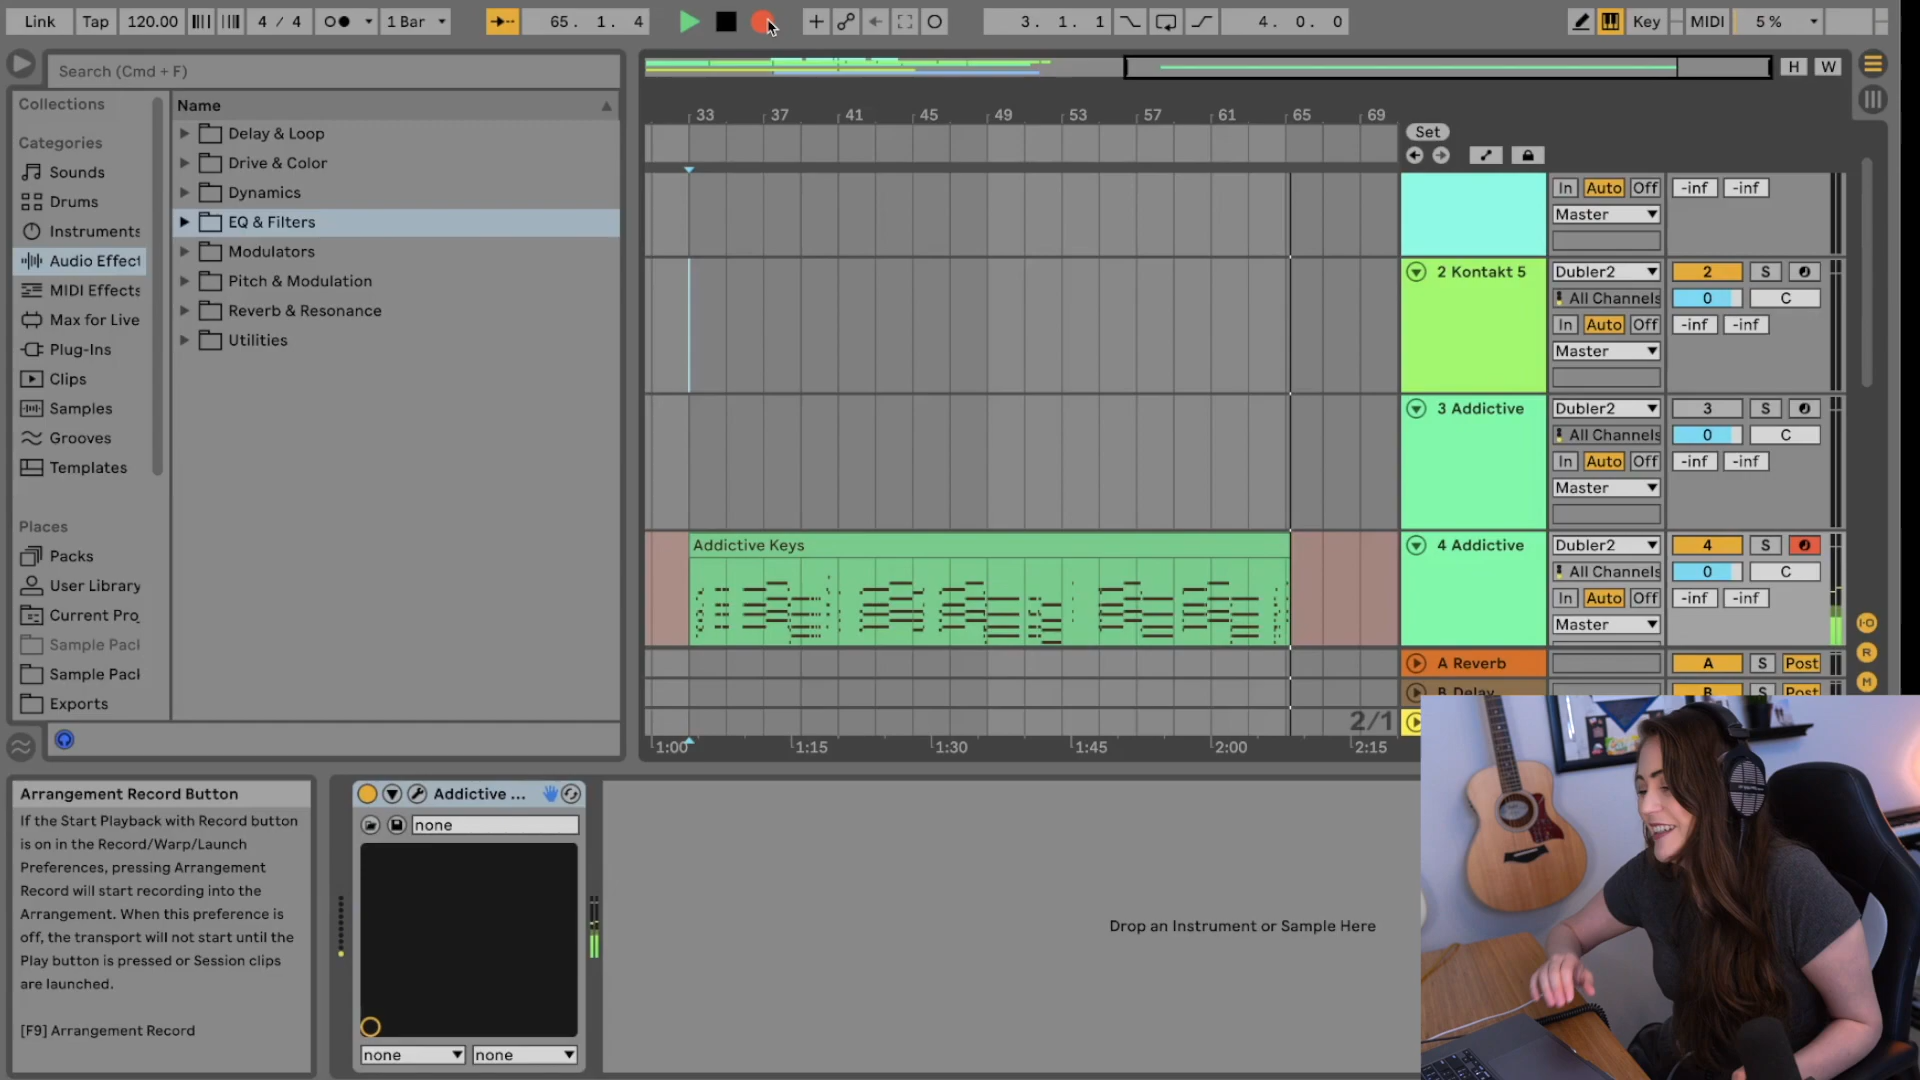 Link Tap 120.00 4 / 4 1 Bar 65. 1. 4 3. 1. 1 4. 0. 0 Key MIDI 5 %
Search (Cmd + F)
H W
Collections
Name
Categories
Sounds
Drums
Instruments
Audio Effect
MIDI Effects
Max for Live
Plug-Ins
Clips
Samples
Grooves
Templates
Places
Packs
User Library
Current Pro
Sample Pacl
Sample Pacl
Exports
Delay & Loop
Drive & Color
Dynamics
EQ & Filters
Modulators
Pitch & Modulation
Reverb & Resonance
Utilities
33 37 41 45 49 53 57 61 65 69
Set
In Auto Off -inf -inf
Master
2 Kontakt 5 Dubler2 2 S
All Channels 0 C
In Auto Off -inf -inf
Master
3 Addictive Dubler2 3 S
All Channels 0 C
In Auto Off -inf -inf
Master
Addictive Keys
4 Addictive Dubler2 4 S
All Channels 0 C
In Auto Off -inf -inf
Master
I·O
A Reverb A S Post
R
B Delay B S Post
M
2/1
1:00 1:15 1:30 1:45 2:00 2:15
Arrangement Record Button
If the Start Playback with Record button
is on in the Record/Warp/Launch
Preferences, pressing Arrangement
Record will start recording into the
Arrangement. When this preference is
off, the transport will not start until the
Play button is pressed or Session clips
are launched.
[F9] Arrangement Record
Addictive ...
none
none none
Drop an Instrument or Sample Here